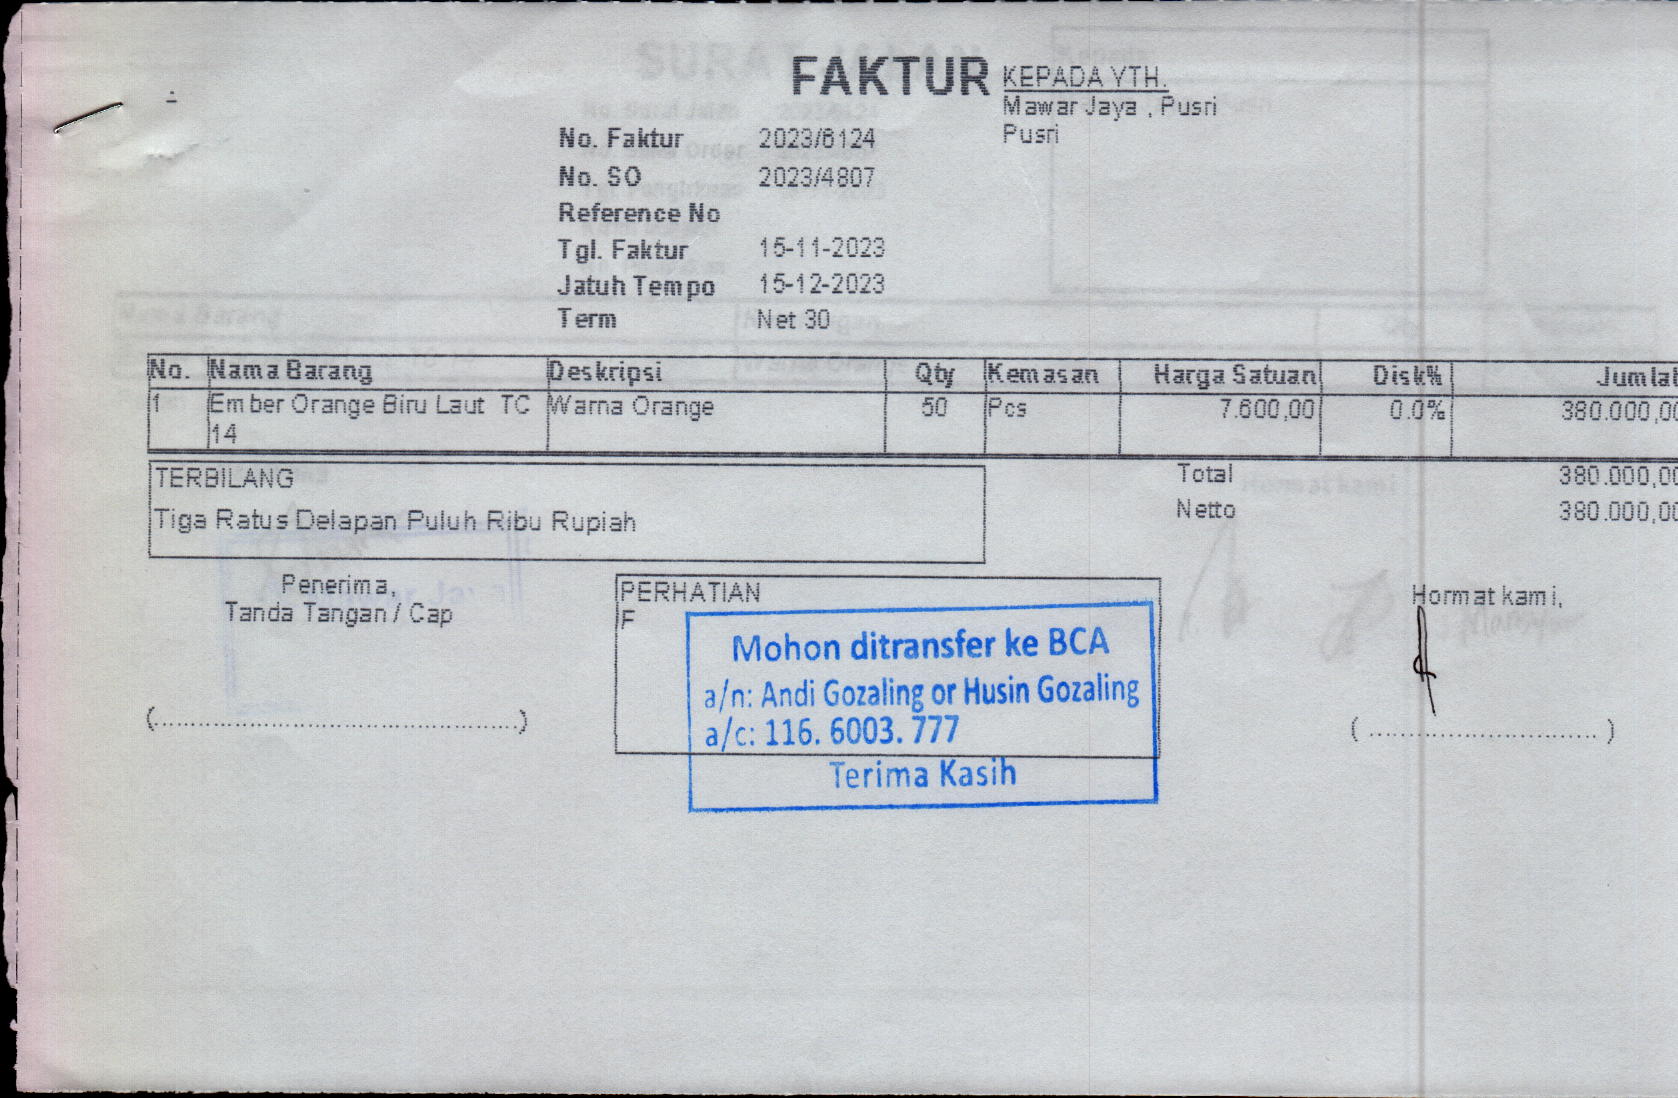 FAKTUR
KEPADA YTH.
Mawar Jaya , Pusri
Pusri
No. Faktur 2023/6124
No. SO 2023/4807
Reference No
Tgl. Faktur 15-11-2023
Jatuh Tempo 15-12-2023
Term Net 30
No. Nama Barang Deskripsi Qty Kemasan Harga Satuan Disk% Jumlah
1 Ember Orange Biru Laut TC Warna Orange 50 Pcs 7.600,00 0.0% 380.000,00
14
TERBILANG
Tiga Ratus Delapan Puluh Ribu Rupiah
Total 380.000,00
Netto 380.000,00
Penerima,
Tanda Tangan / Cap
(........................................)
PERHATIAN
F
Mohon ditransfer ke BCA
a/n: Andi Gozaling or Husin Gozaling
a/c: 116. 6003. 777
Terima Kasih
Hormat kami,
( ............................ )